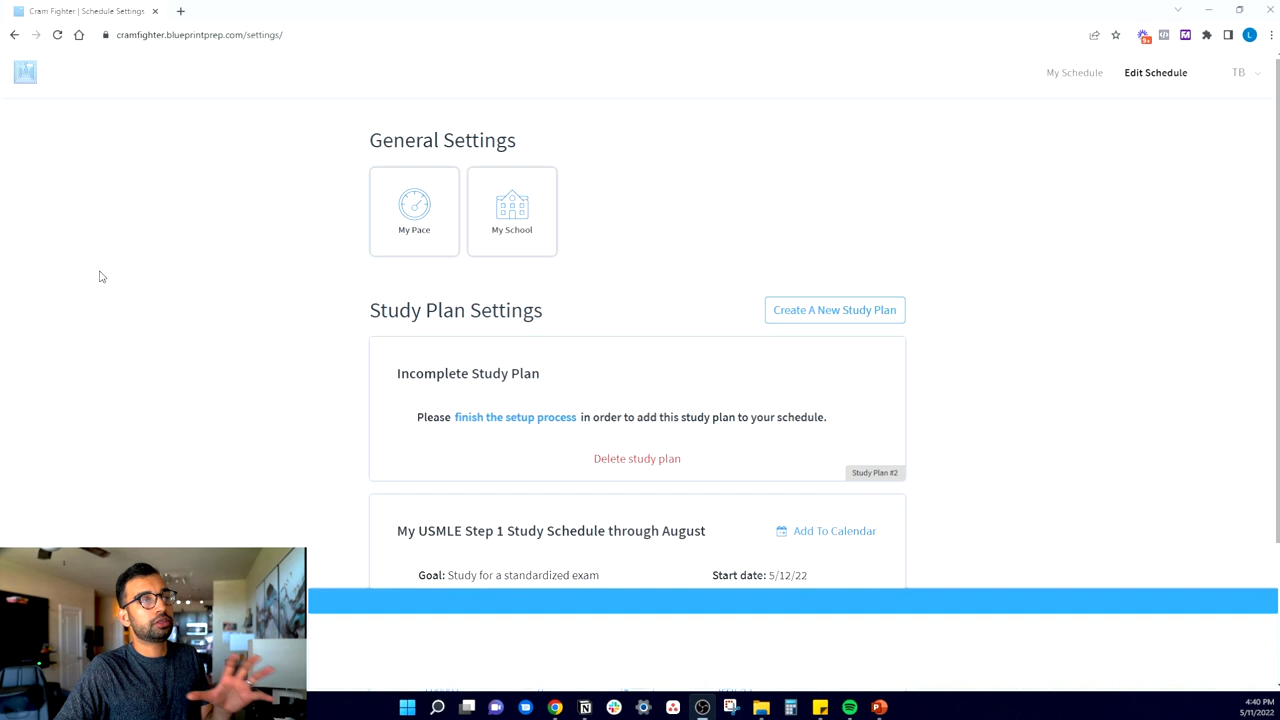 Cram Fighter | Schedule Settings
cramfighter.blueprintprep.com/settings/
9+
L
My Schedule
Edit Schedule
TB
General Settings
My Pace
My School
Study Plan Settings
Create A New Study Plan
Incomplete Study Plan
Please finish the setup process in order to add this study plan to your schedule.
Delete study plan
Study Plan #2
My USMLE Step 1 Study Schedule through August
Add To Calendar
Goal: Study for a standardized exam
Start date: 5/12/22
4:40 PM
5/11/2022